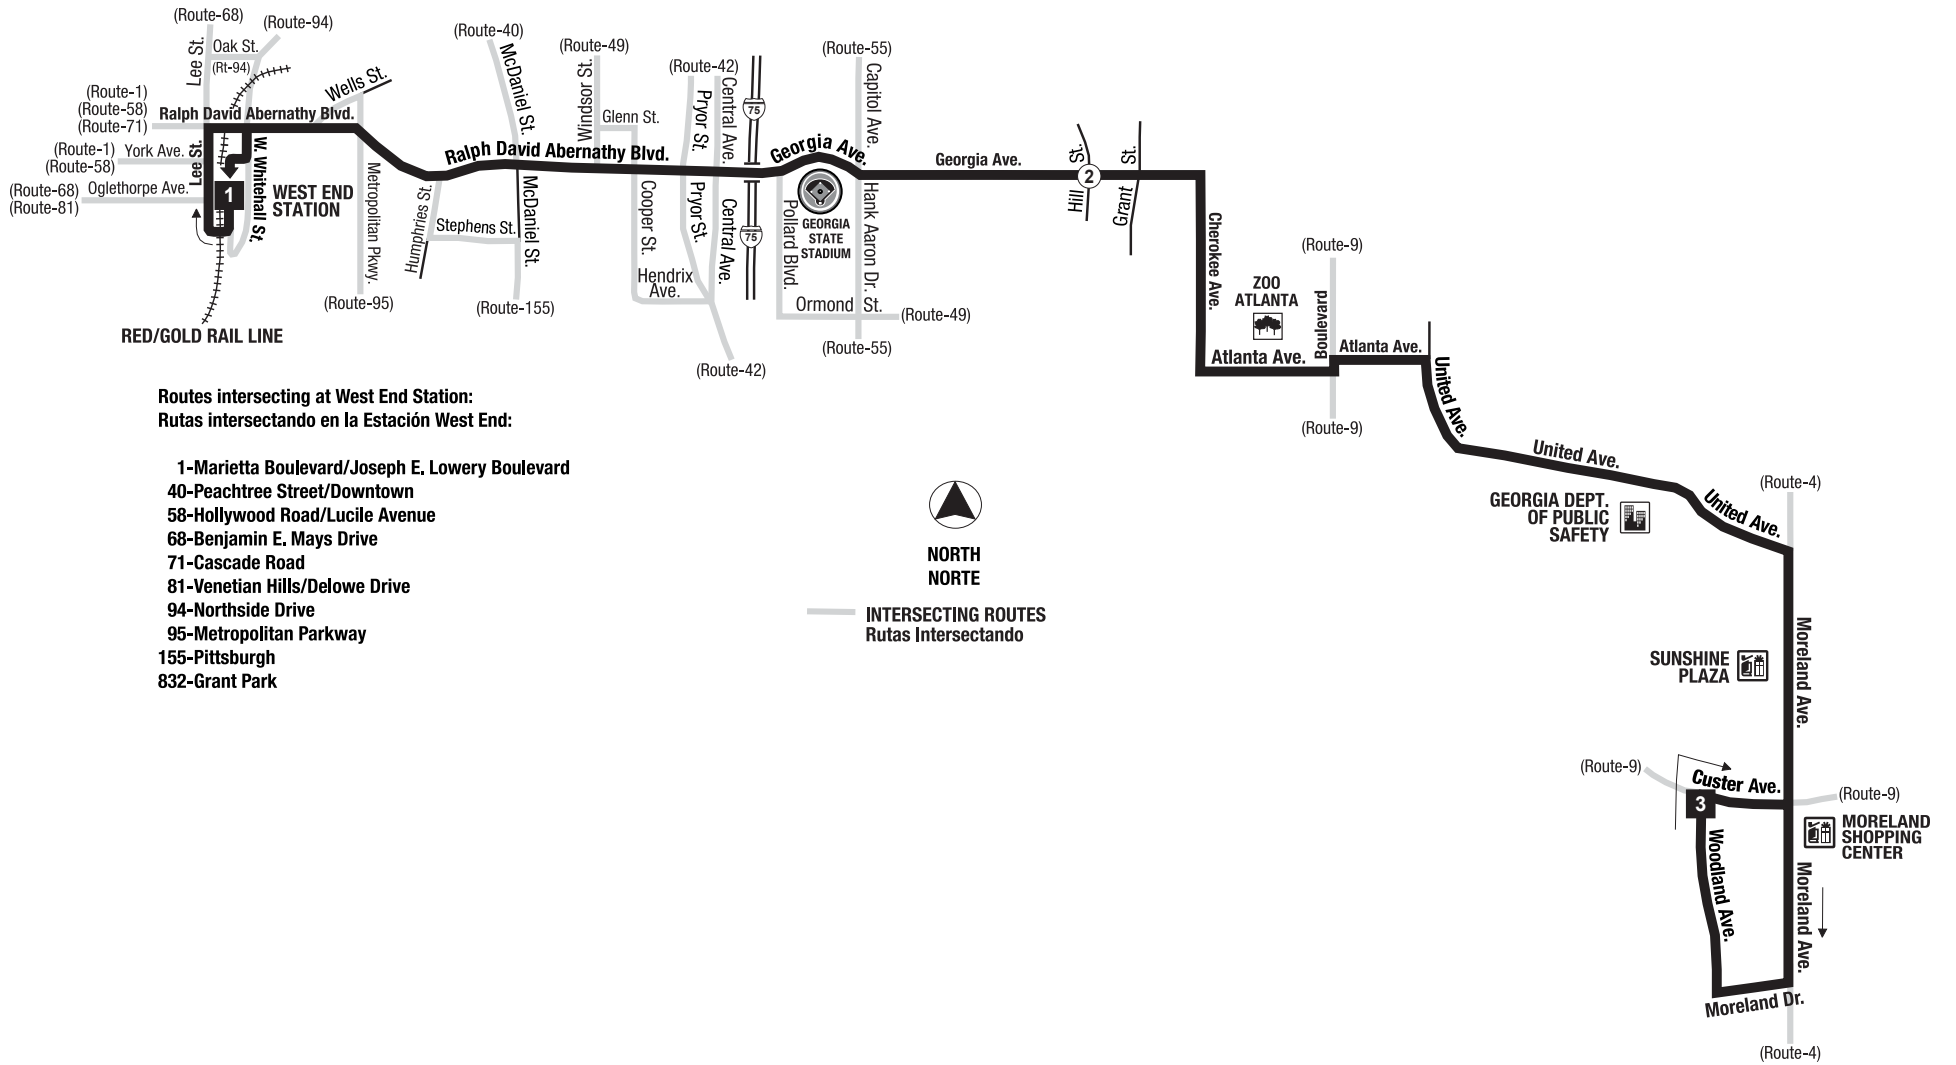 (Route-68)
(Route-94)
Lee St.
Oak St.
(Rt-94)
Wells St.
(Route-1)
(Route-58)
(Route-71)
Ralph David Abernathy Blvd.
(Route-1)
(Route-58)
York Ave.
Lee St.
W. Whitehall St.
(Route-68)
(Route-81)
Oglethorpe Ave.
1
WEST END
STATION
RED/GOLD RAIL LINE
Metropolitan Pkwy.
(Route-95)
Humphries St.
Stephens St.
(Route-40)
McDaniel St.
Ralph David Abernathy Blvd.
McDaniel St.
(Route-155)
(Route-49)
Windsor St.
Glenn St.
Cooper St.
Hendrix
Ave.
(Route-42)
Pryor St.
Central Ave.
Pryor St.
Central Ave.
(Route-42)
75
75
Georgia Ave.
Pollard Blvd.
GEORGIA
STATE
STADIUM
(Route-55)
Capitol Ave.
Hank Aaron Dr.
Ormond St.
(Route-49)
(Route-55)
Georgia Ave.
Hill St.
2
Grant St.
Cherokee Ave.
ZOO
ATLANTA
Atlanta Ave.
(Route-9)
Boulevard
Atlanta Ave.
(Route-9)
United Ave.
United Ave.
GEORGIA DEPT.
OF PUBLIC
SAFETY
United Ave.
(Route-4)
Moreland Ave.
SUNSHINE
PLAZA
(Route-9)
Custer Ave.
3
(Route-9)
MORELAND
SHOPPING
CENTER
Woodland Ave.
Moreland Ave.
Moreland Dr.
(Route-4)
Routes intersecting at West End Station:
Rutas intersectando en la Estación West End:
1-Marietta Boulevard/Joseph E. Lowery Boulevard
40-Peachtree Street/Downtown
58-Hollywood Road/Lucile Avenue
68-Benjamin E. Mays Drive
71-Cascade Road
81-Venetian Hills/Delowe Drive
94-Northside Drive
95-Metropolitan Parkway
155-Pittsburgh
832-Grant Park
NORTH
NORTE
INTERSECTING ROUTES
Rutas Intersectando